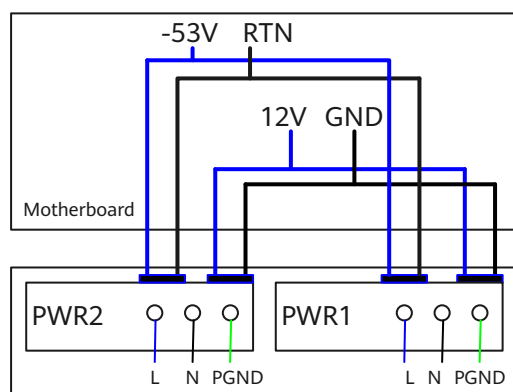 -53V RTN
12V GND
Motherboard
PWR2 PWR1
L N PGND L N PGND